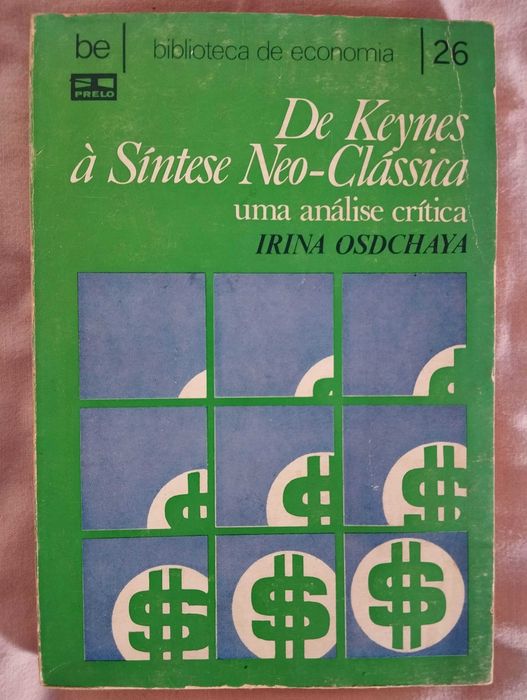 be | biblioteca de economia | 26
PRELO
De Keynes
à Síntese Neo-Clássica
uma análise crítica
IRINA OSDCHAYA
$
$
$
$
$
$
$
$